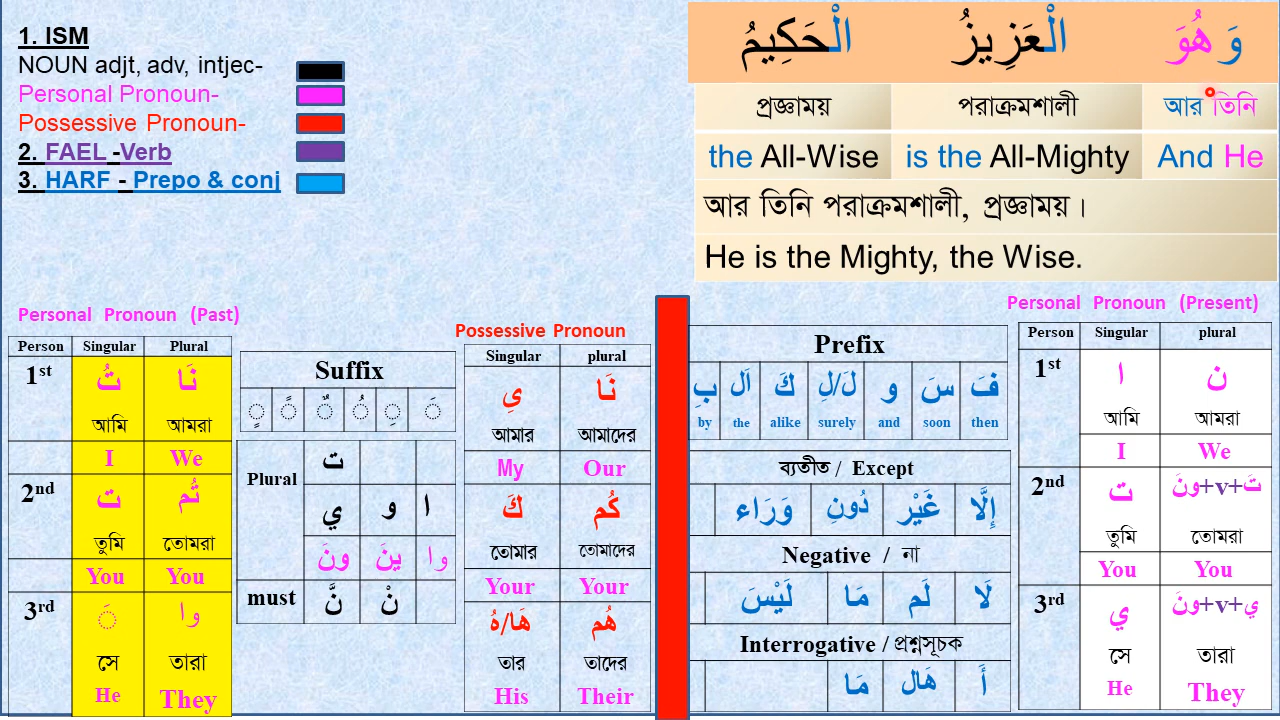 1. ISM
NOUN adjt, adv, intjec-
Personal Pronoun-
Possessive Pronoun-
2. FAEL -Verb
3. HARF - Prepo & conj
وَ هُوَ الْعَزِيزُ الْحَكِيمُ
প্রজ্ঞাময় পরাক্রমশালী আর তিনি
the All-Wise is the All-Mighty And He
আর তিনি পরাক্রমশালী, প্রজ্ঞাময়।
He is the Mighty, the Wise.
Personal Pronoun (Past)
Person Singular Plural
1st تُ نَا
আমি আমরা
I We
2nd ت تُم
তুমি তোমরা
You You
3rd َ وا
সে তারা
He They
Suffix
ٍ ً ٌ ُ ِ َ
Plural ت
ي و ا
ونَ ينَ وا
must نَّ نْ
Possessive Pronoun
Singular plural
يِ نَا
আমার আমাদের
My Our
كَ كُم
তোমার তোমাদের
Your Your
هَا/هُ هُم
তার তাদের
His Their
Prefix
بِ اَل كَ لَ/لِ و سَ فَ
by the alike surely and soon then
ব্যতীত / Except
وَرَاء دُونِ غَيْر إِلَّا
Negative / না
لَيْسَ مَا لَم لَا
Interrogative / প্রশ্নসূচক
مَا هَال أَ
Personal Pronoun (Present)
Person Singular plural
1st ا ن
আমি আমরা
I We
2nd ت تَ+v+ونَ
তুমি তোমরা
You You
3rd ي ي+v+ونَ
সে তারা
He They